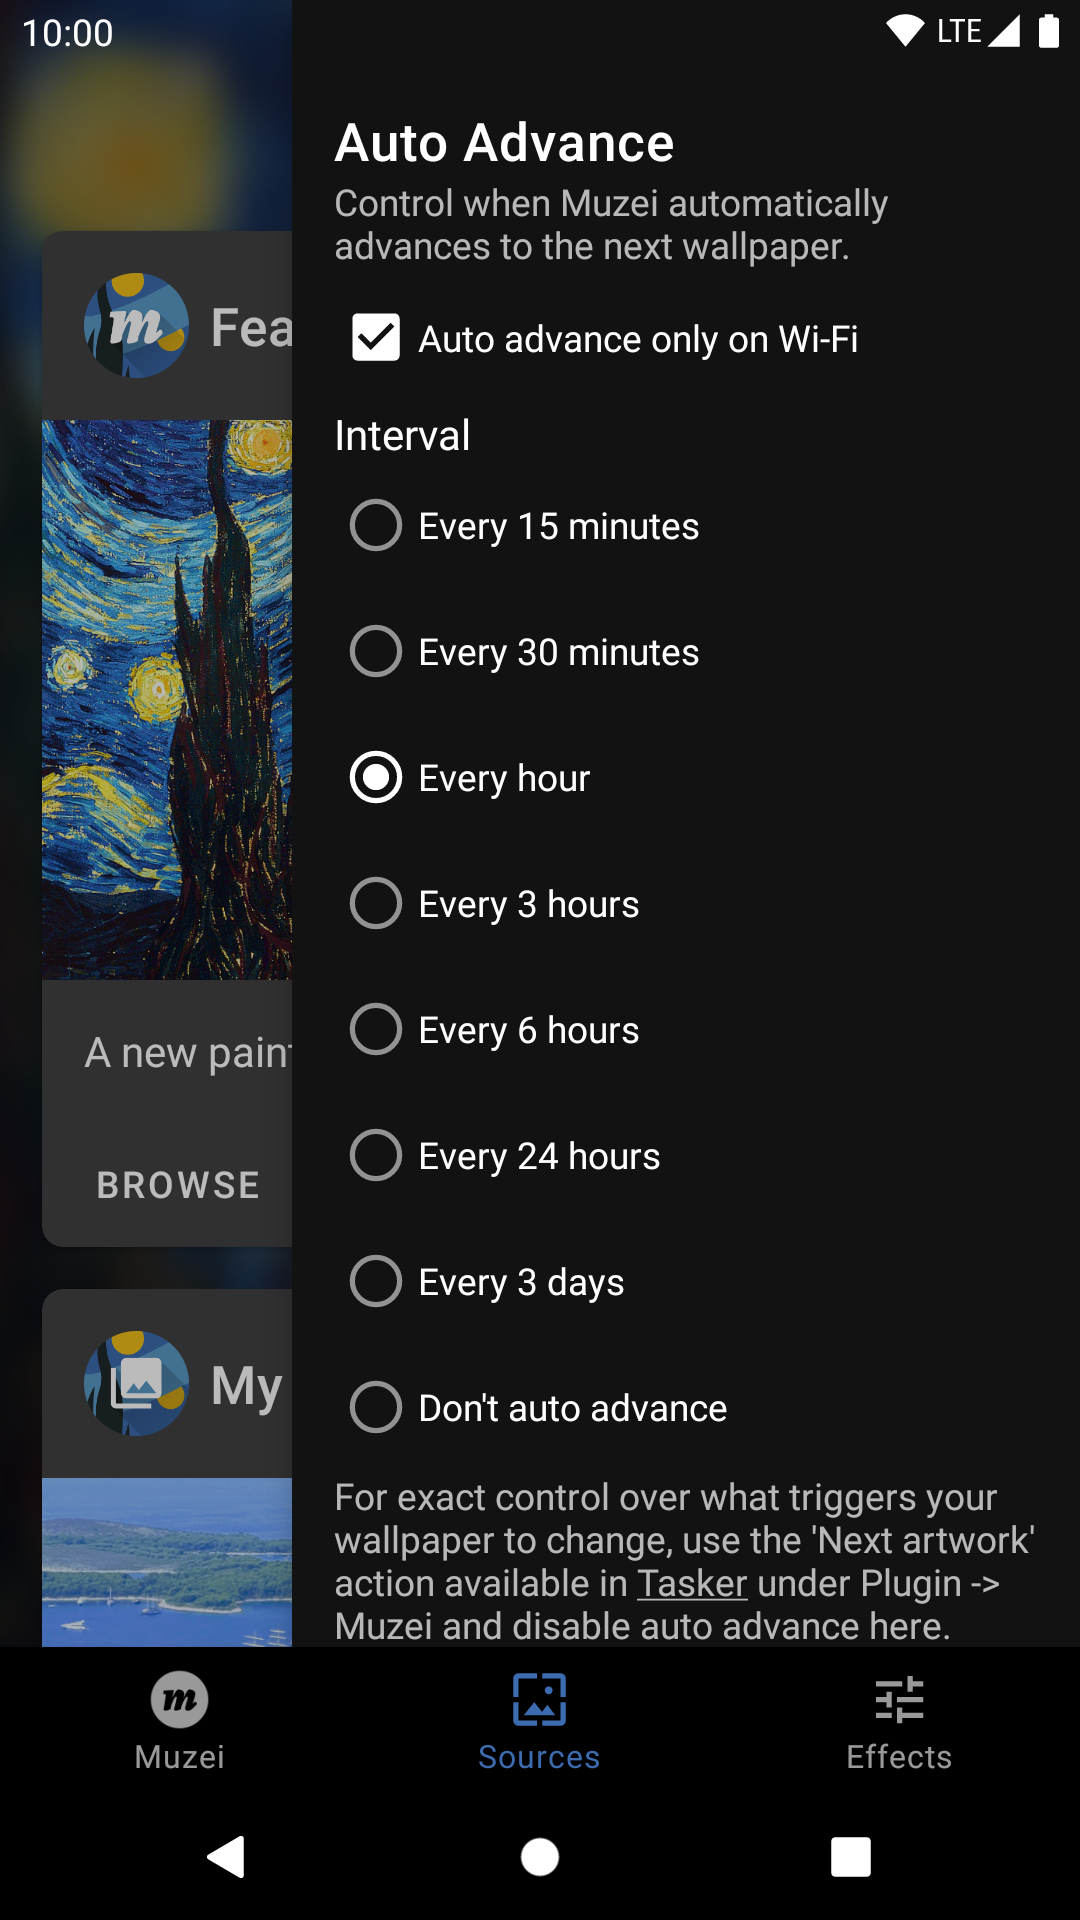 10:00
LTE
Auto Advance
Control when Muzei automatically
advances to the next wallpaper.
Auto advance only on Wi-Fi
Interval
Every 15 minutes
Every 30 minutes
Every hour
Every 3 hours
Every 6 hours
Every 24 hours
Every 3 days
Don't auto advance
For exact control over what triggers your
wallpaper to change, use the 'Next artwork'
action available in Tasker under Plugin ->
Muzei and disable auto advance here.
m
Fea
A new pain
BROWSE
My
m
Muzei
Sources
Effects